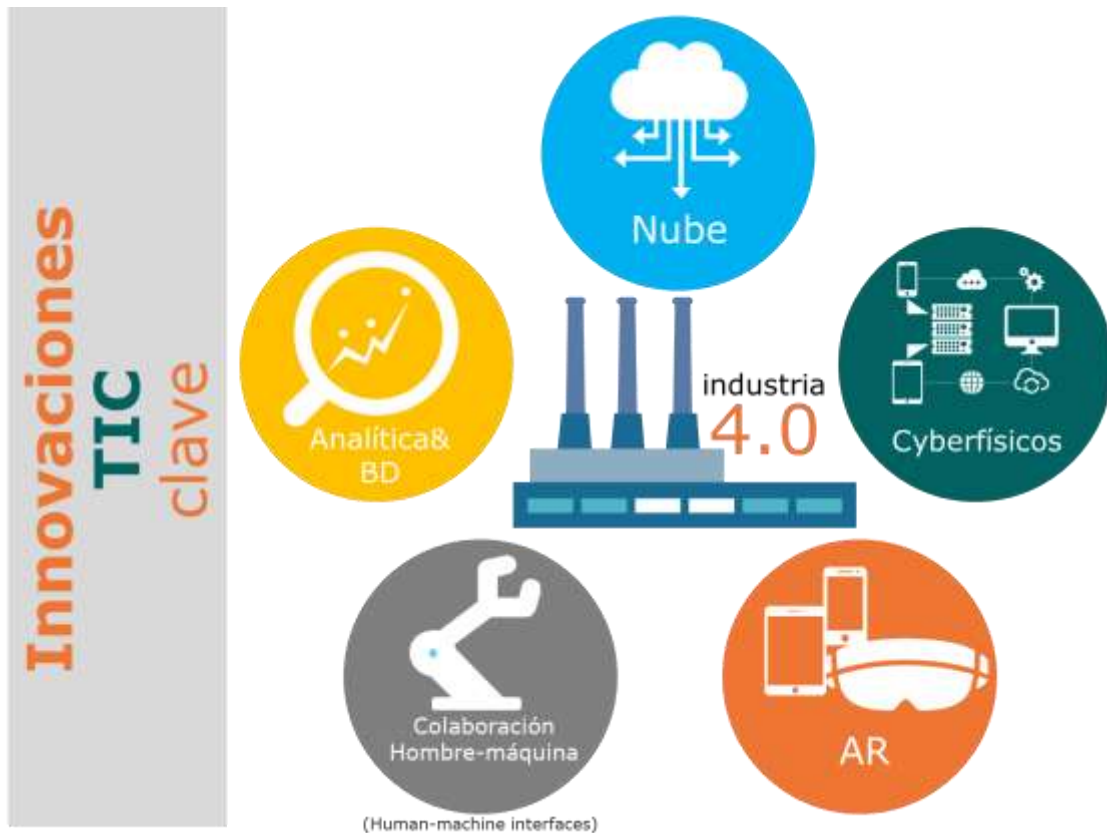 Innovaciones
TIC
clave
Nube
Analítica&
BD
industria
4.0
Cyberfísicos
Colaboración
Hombre-máquina
(Human-machine interfaces)
AR